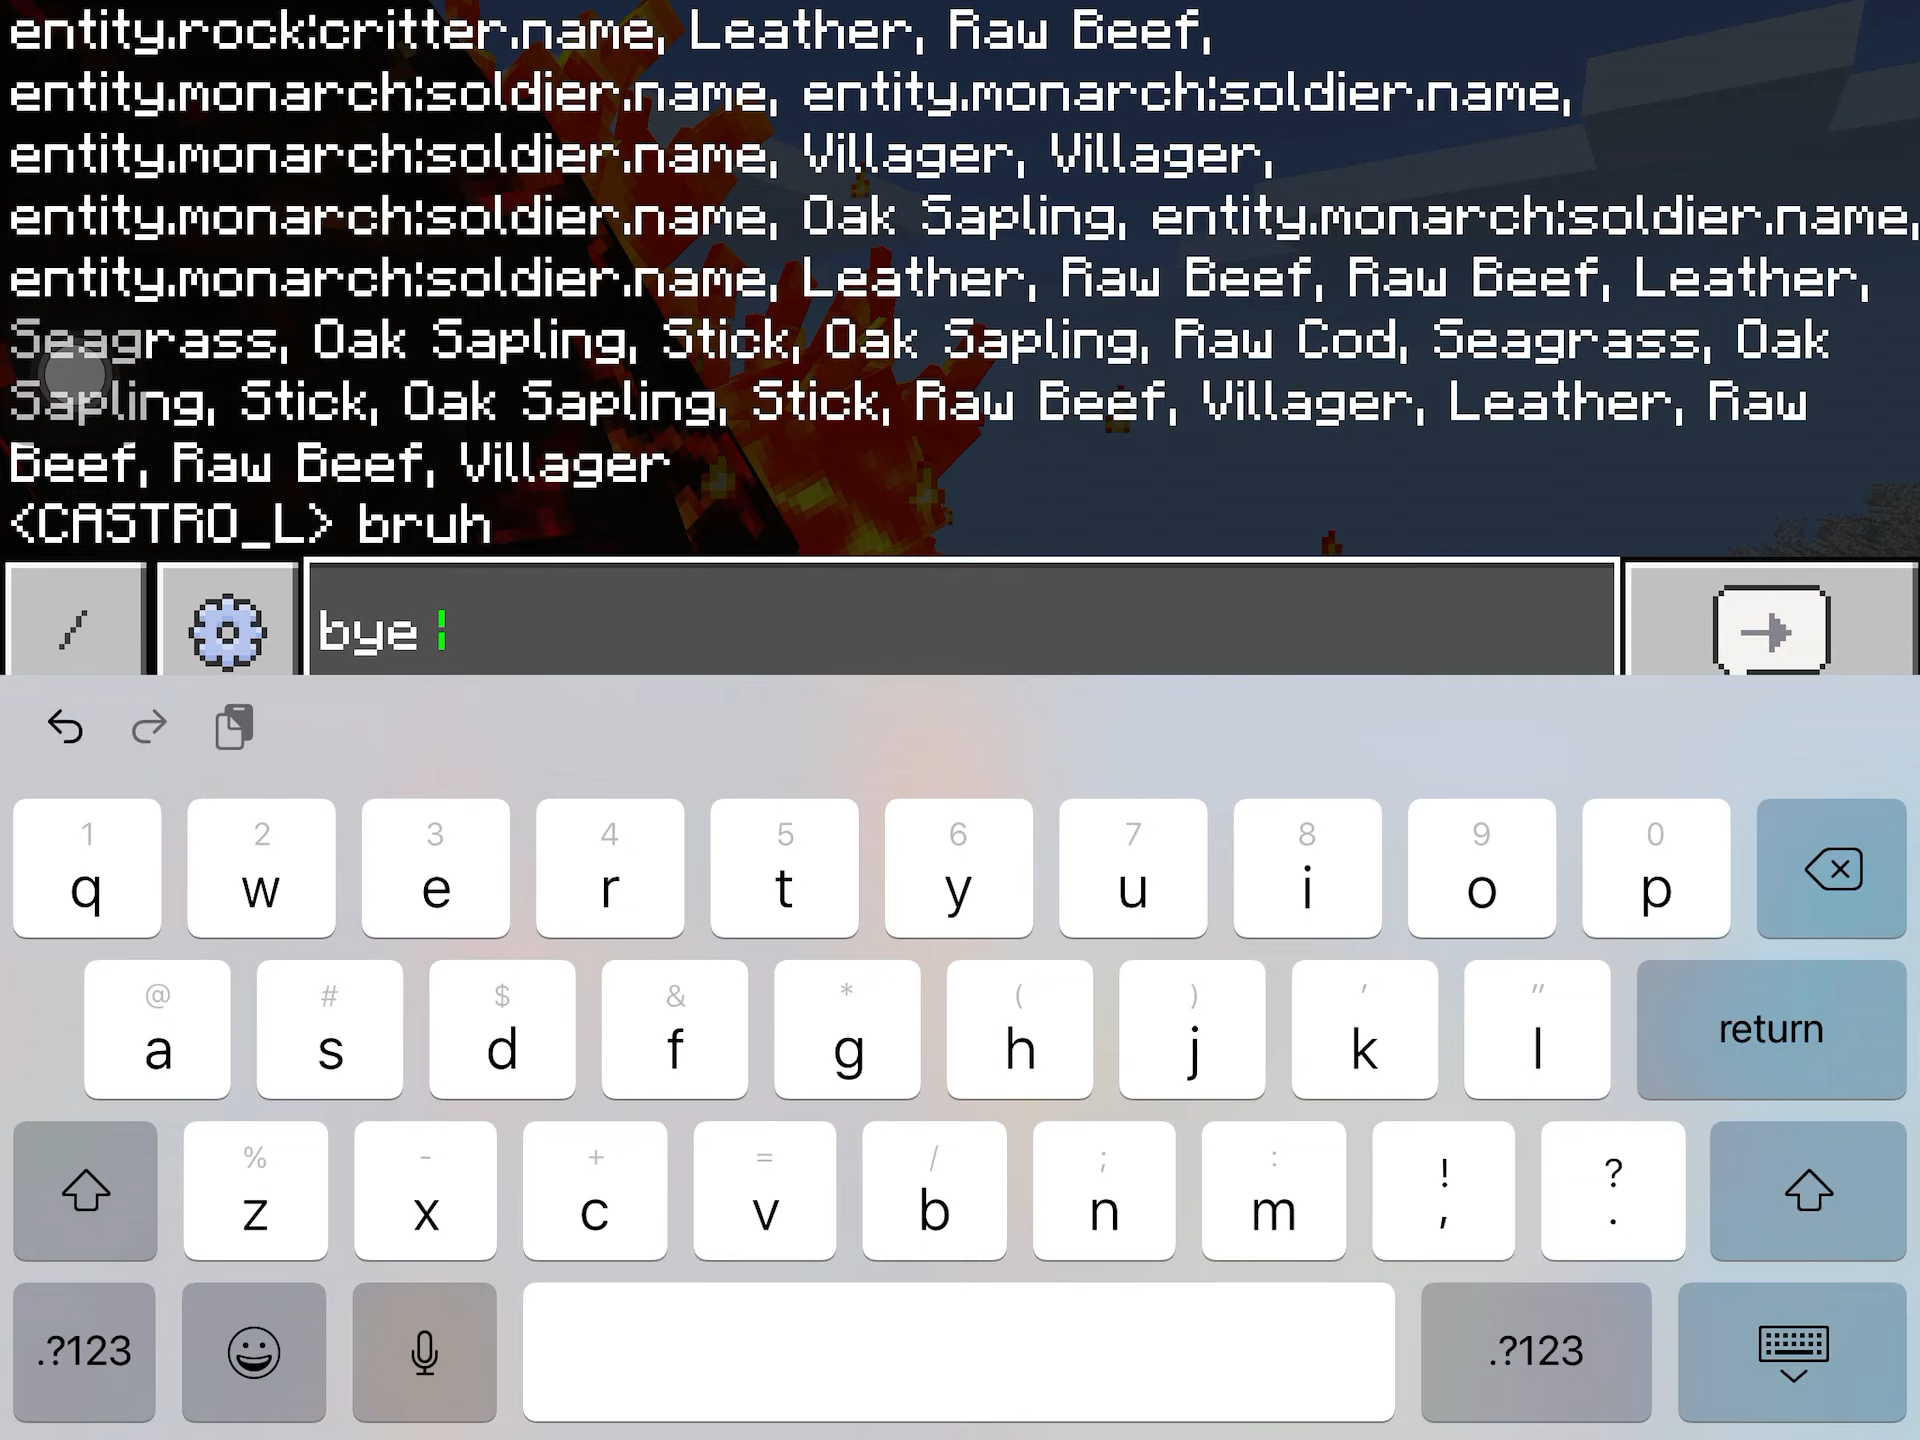 entity.rock:critter.name, Leather, Raw Beef,
entity.monarch:soldier.name, entity.monarch:soldier.name,
entity.monarch:soldier.name, Villager, Villager,
entity.monarch:soldier.name, Oak Sapling, entity.monarch:soldier.name,
entity.monarch:soldier.name, Leather, Raw Beef, Raw Beef, Leather,
Seagrass, Oak Sapling, Stick, Oak Sapling, Raw Cod, Seagrass, Oak
Sapling, Stick, Oak Sapling, Stick, Raw Beef, Villager, Leather, Raw
Beef, Raw Beef, Villager
<CASTRO_L> bruh
/ bye
1 2 3 4 5 6 7 8 9 0
q w e r t y u i o p
@ # $ & * ( ) ' "
a s d f g h j k l return
% - + = / ; : ! ?
z x c v b n m , .
.?123 .?123